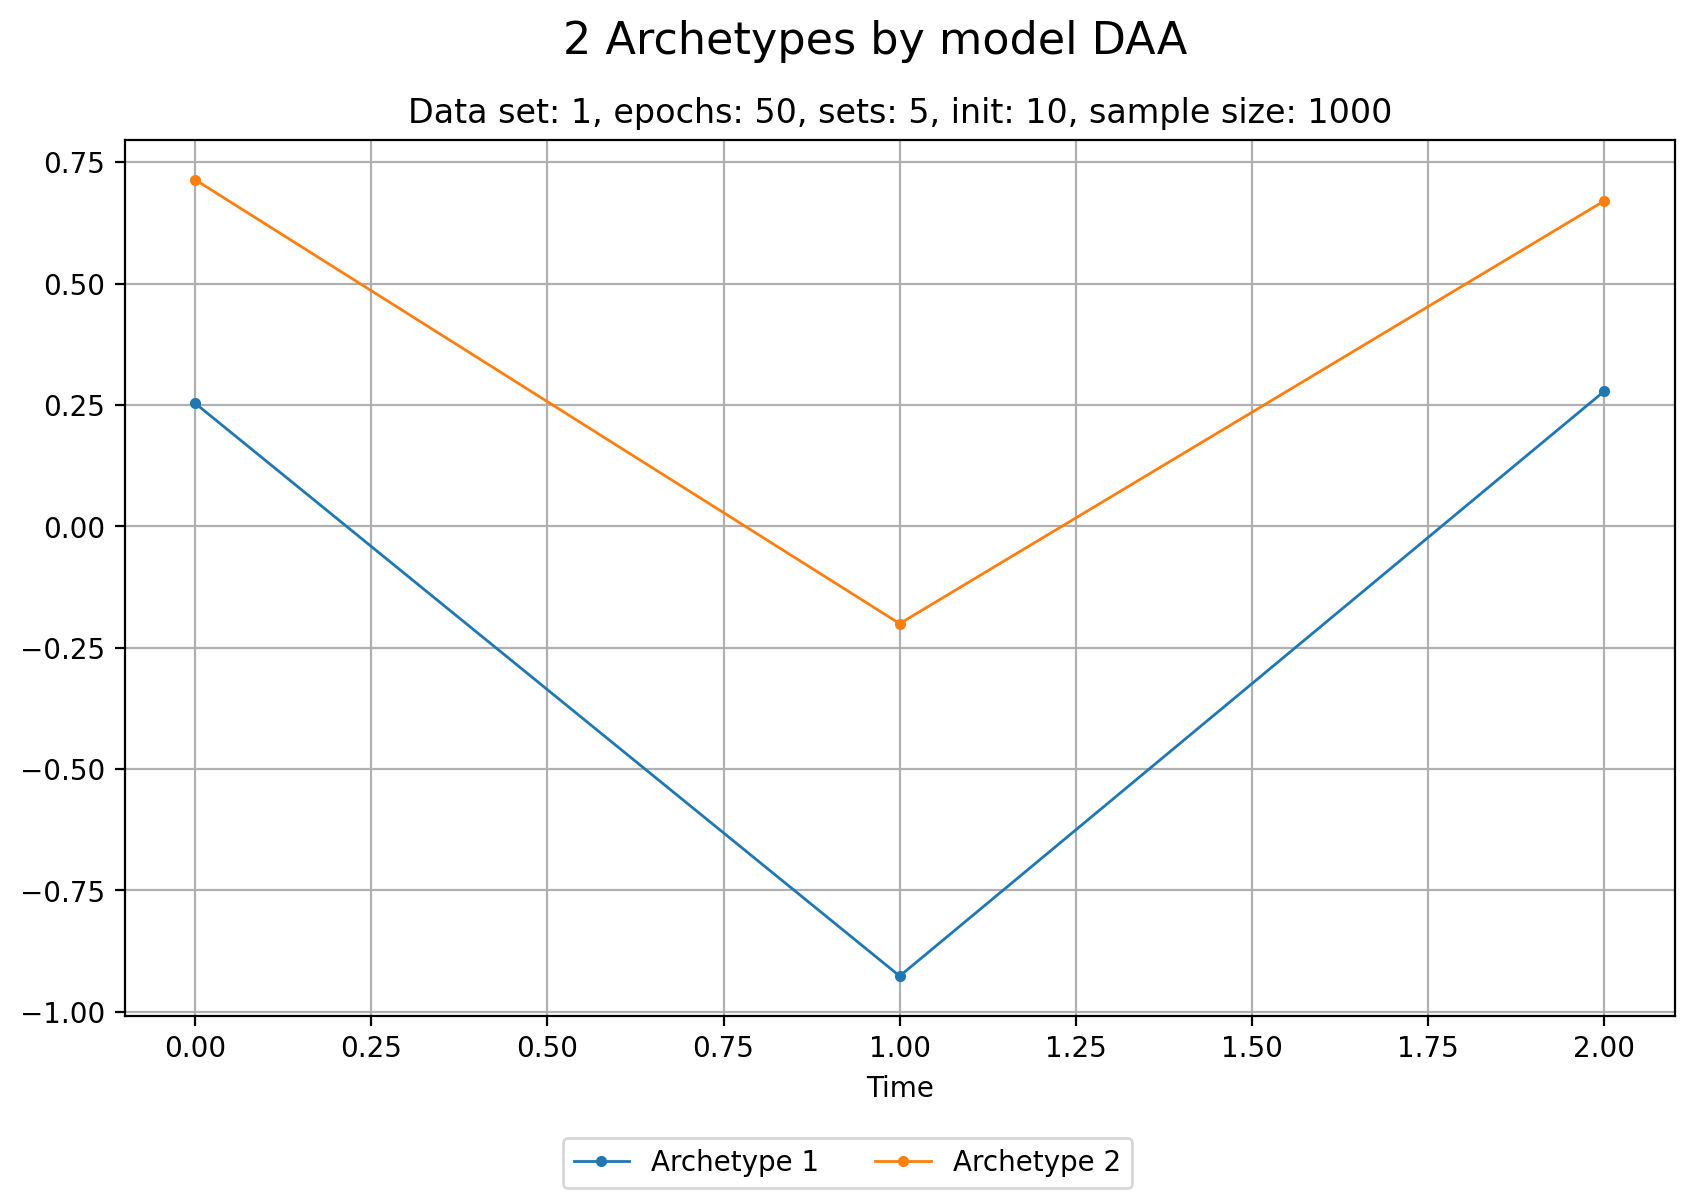 2 Archetypes by model DAA
Data set: 1, epochs: 50, sets: 5, init: 10, sample size: 1000
0.75
0.50
0.25
0.00
−0.25
−0.50
−0.75
−1.00
0.00 0.25 0.50 0.75 1.00 1.25 1.50 1.75 2.00
Time
Archetype 1 Archetype 2